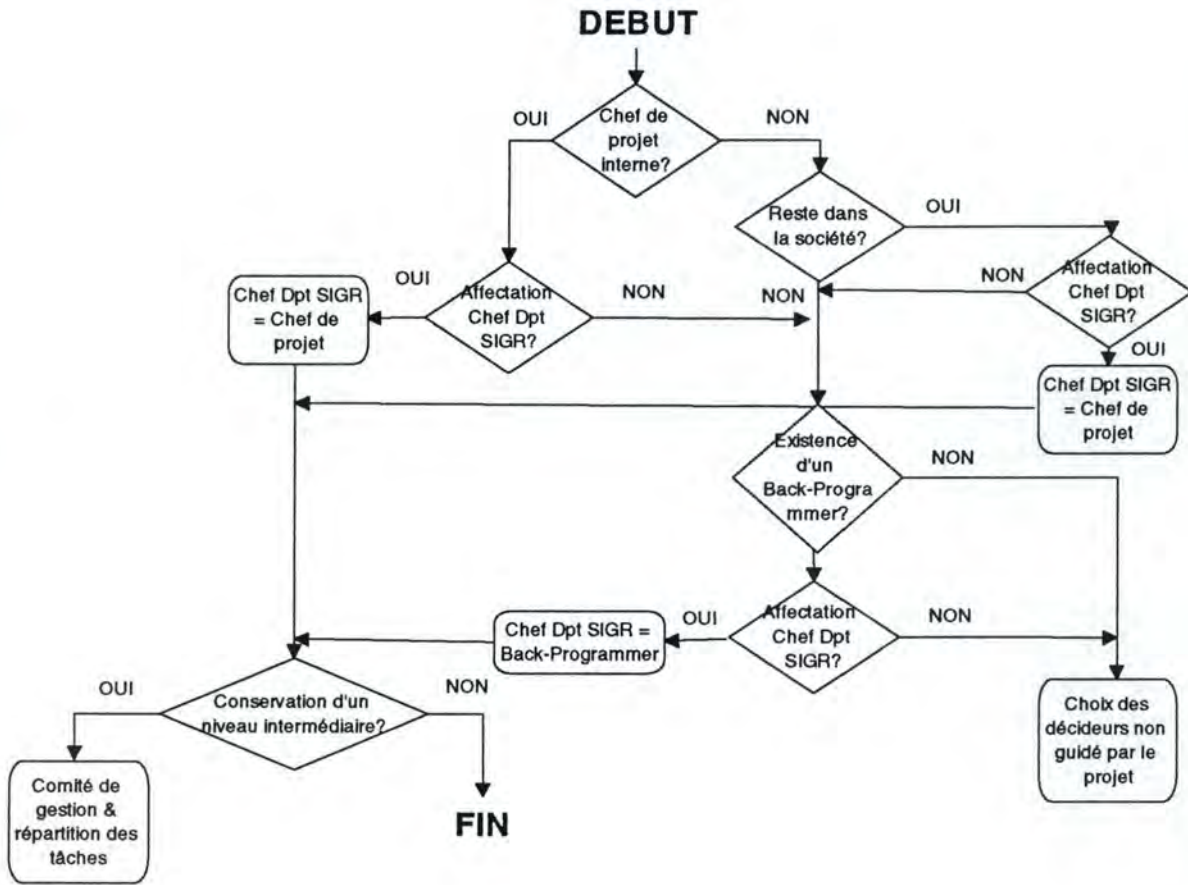 DEBUT
OUI
Chef de
projet
interne?
NON
Reste dans
la société?
OUI
Chef Dpt SIGR
= Chef de
projet
OUI
Affectation
Chef Dpt
SIGR?
NON
NON
NON
Affectation
Chef Dpt
SIGR?
OUI
Chef Dpt SIGR
= Chef de
projet
Existence
d'un
Back-Progra
mmer?
NON
Chef Dpt SIGR =
Back-Programmer
OUI
Affectation
Chef Dpt
SIGR?
NON
OUI
Conservation d'un
niveau intermédiaire?
NON
Choix des
décideurs non
guidé par le
projet
Comité de
gestion &
répartition des
tâches
FIN